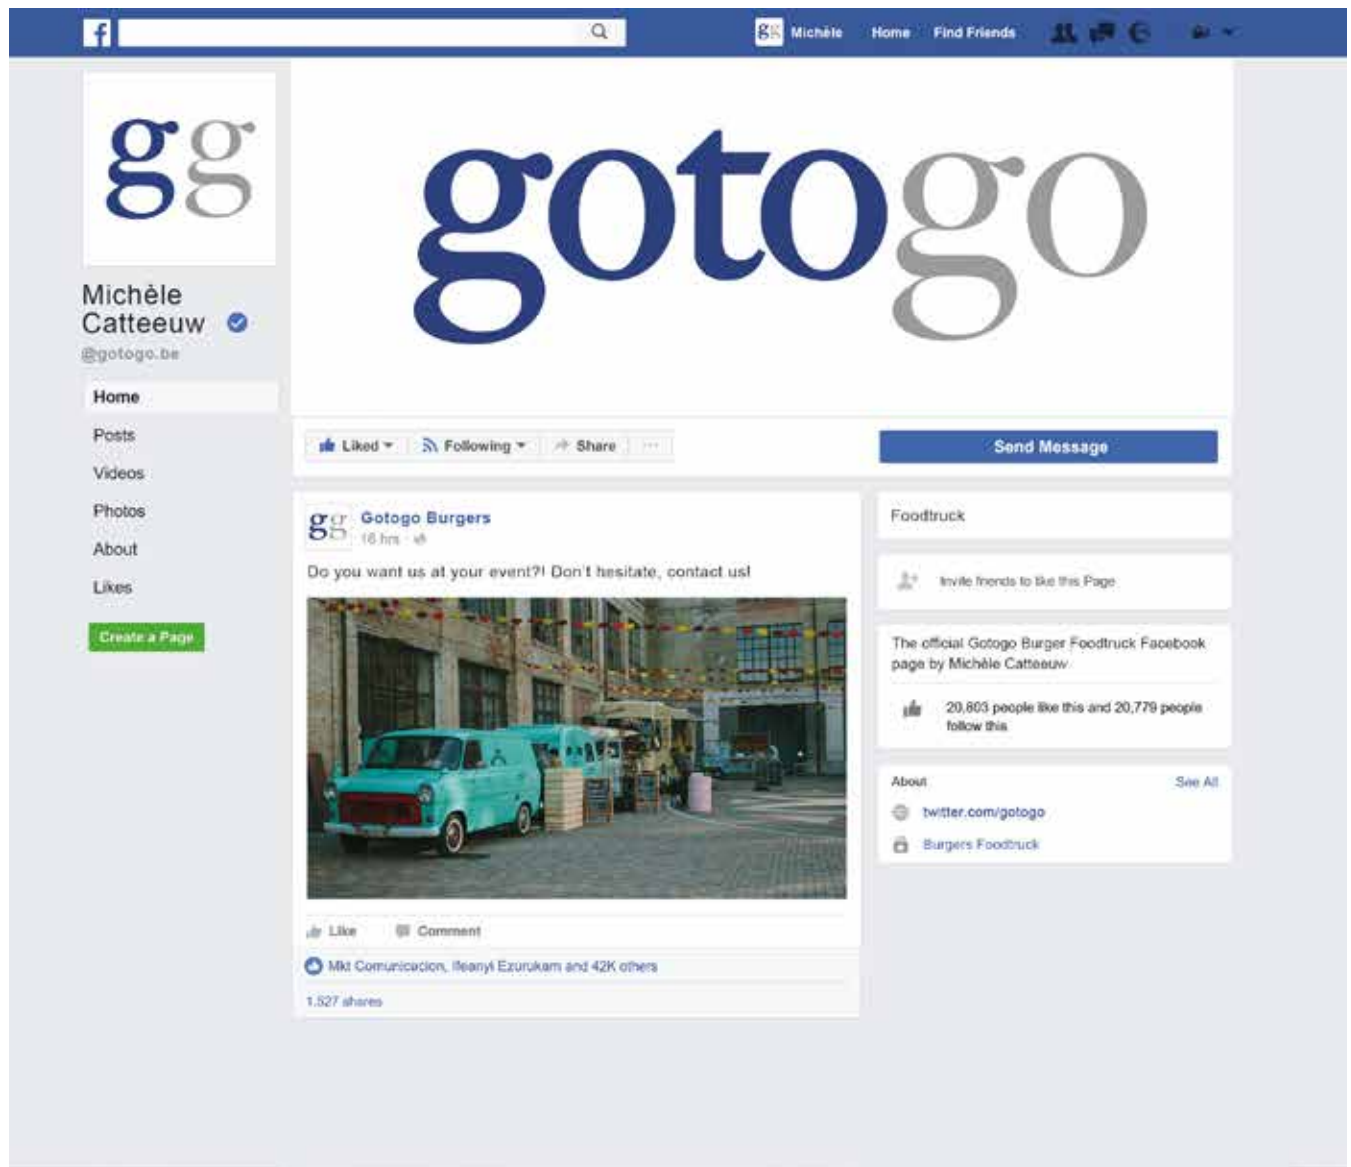 f
gg Michèle Home Find Friends
gg
gotogo
Michèle
Catteeuw
@gotogo.be
Home
Posts
Videos
Photos
About
Likes
Create a Page
Liked Following Share ...
Send Message
gg Gotogo Burgers
16 hrs
Do you want us at your event?! Don't hesitate, contact us!
Like Comment
Mkt Comunicacion, Ifeanyi Ezurukam and 42K others
1.527 shares
Foodtruck
Invite friends to like this Page
The official Gotogo Burger Foodtruck Facebook
page by Michèle Catteeuw
20,803 people like this and 20,779 people
follow this
About See All
twitter.com/gotogo
Burgers Foodtruck